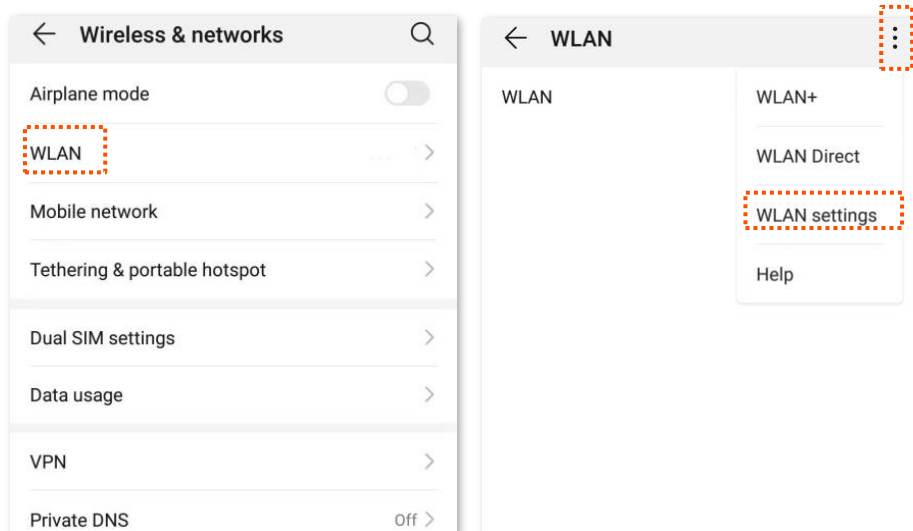 Wireless & networks
Airplane mode
WLAN
Mobile network
Tethering & portable hotspot
Dual SIM settings
Data usage
VPN
Private DNS Off
WLAN
WLAN
WLAN+
WLAN Direct
WLAN settings
Help